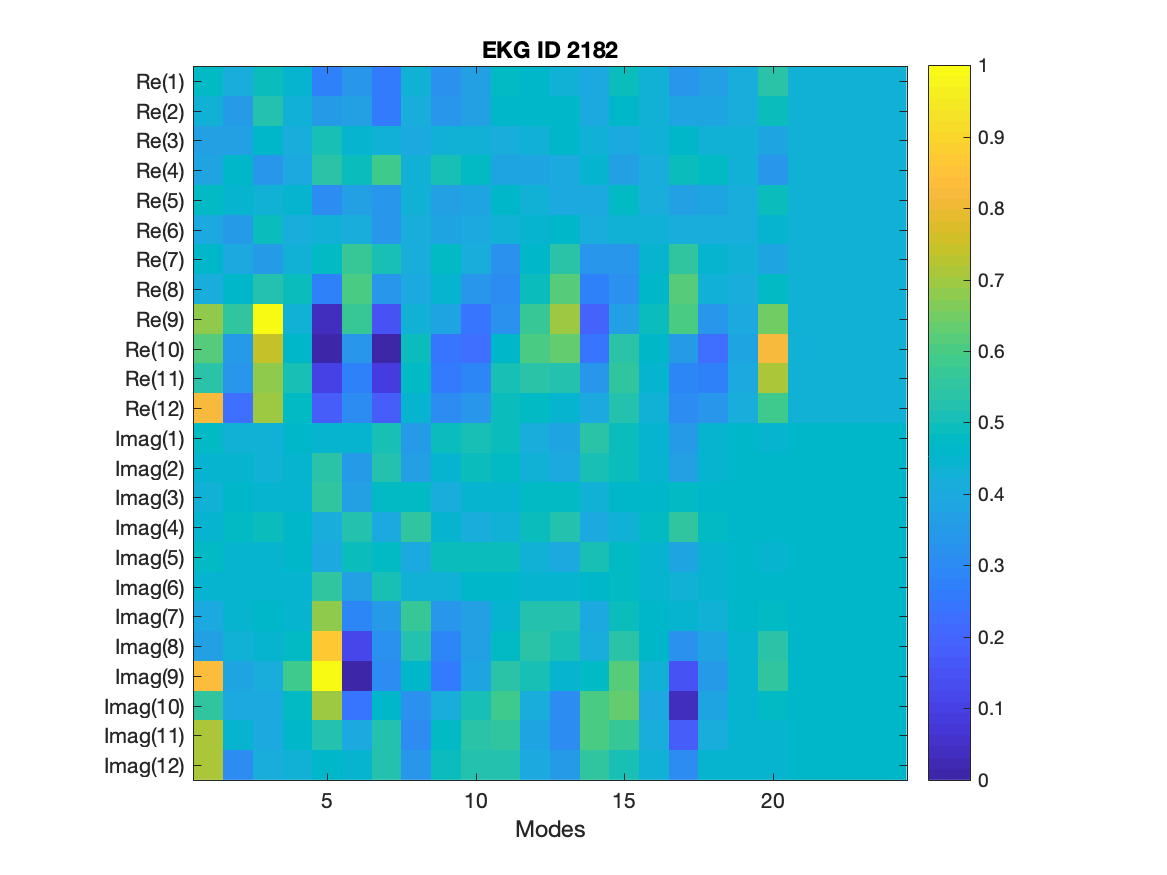 EKG ID 2182
Re(1)
Re(2)
Re(3)
Re(4)
Re(5)
Re(6)
Re(7)
Re(8)
Re(9)
Re(10)
Re(11)
Re(12)
Imag(1)
Imag(2)
Imag(3)
Imag(4)
Imag(5)
Imag(6)
Imag(7)
Imag(8)
Imag(9)
Imag(10)
Imag(11)
Imag(12)
5 10 15 20
Modes
1
0.9
0.8
0.7
0.6
0.5
0.4
0.3
0.2
0.1
0